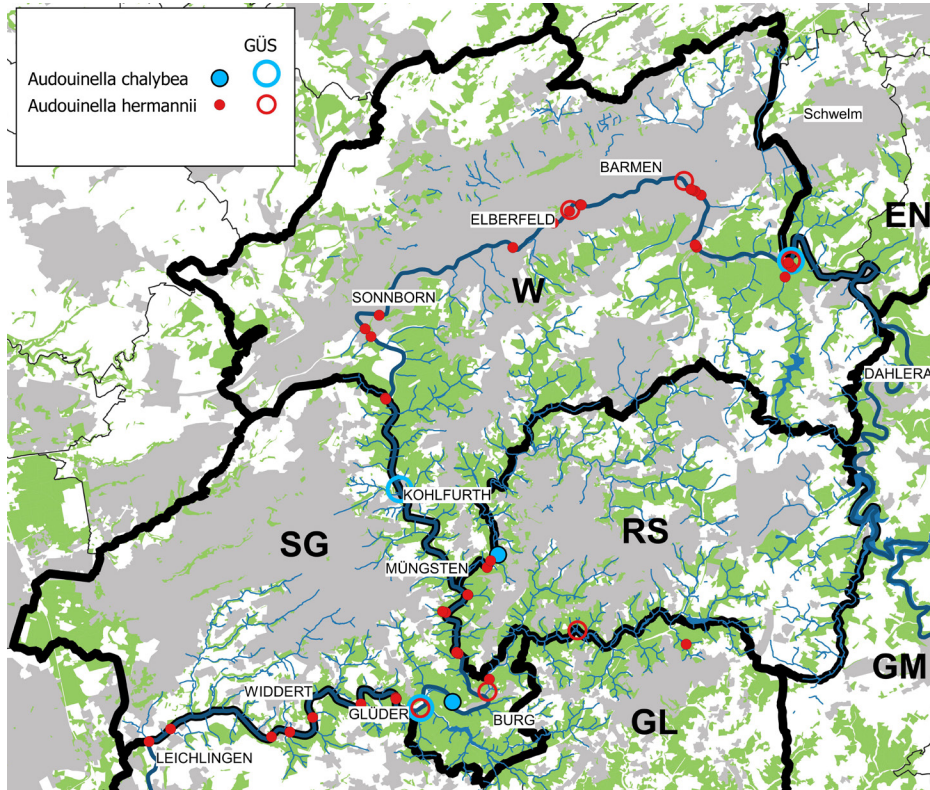 GÜS
Audouinella chalybea
Audouinella hermannii
Schwelm
BARMEN
EN
ELBERFELD
W
SONNBORN
DAHLERA
KOHLFURTH
SG
RS
MÜNGSTEN
GM
WIDDERT
GLÜDER
BURG
GL
LEICHLINGEN